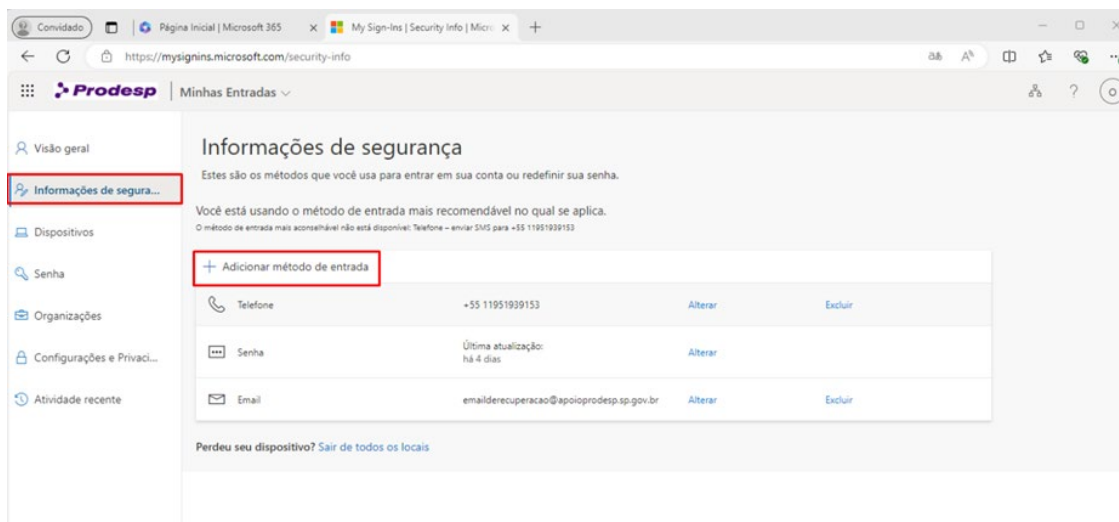 Convidado
Página Inicial | Microsoft 365
My Sign-Ins | Security Info | Micro
https://mysignins.microsoft.com/security-info
Prodesp | Minhas Entradas
Visão geral
Informações de segura...
Dispositivos
Senha
Organizações
Configurações e Privaci...
Atividade recente
Informações de segurança
Estes são os métodos que você usa para entrar em sua conta ou redefinir sua senha.
Você está usando o método de entrada mais recomendável no qual se aplica.
O método de entrada mais aconselhável não está disponível: Telefone – enviar SMS para +55 11951939153
+ Adicionar método de entrada
Telefone +55 11951939153 Alterar Excluir
Senha Última atualização: há 4 dias Alterar
Email emailderecuperacao@apoioprodesp.sp.gov.br Alterar Excluir
Perdeu seu dispositivo? Sair de todos os locais